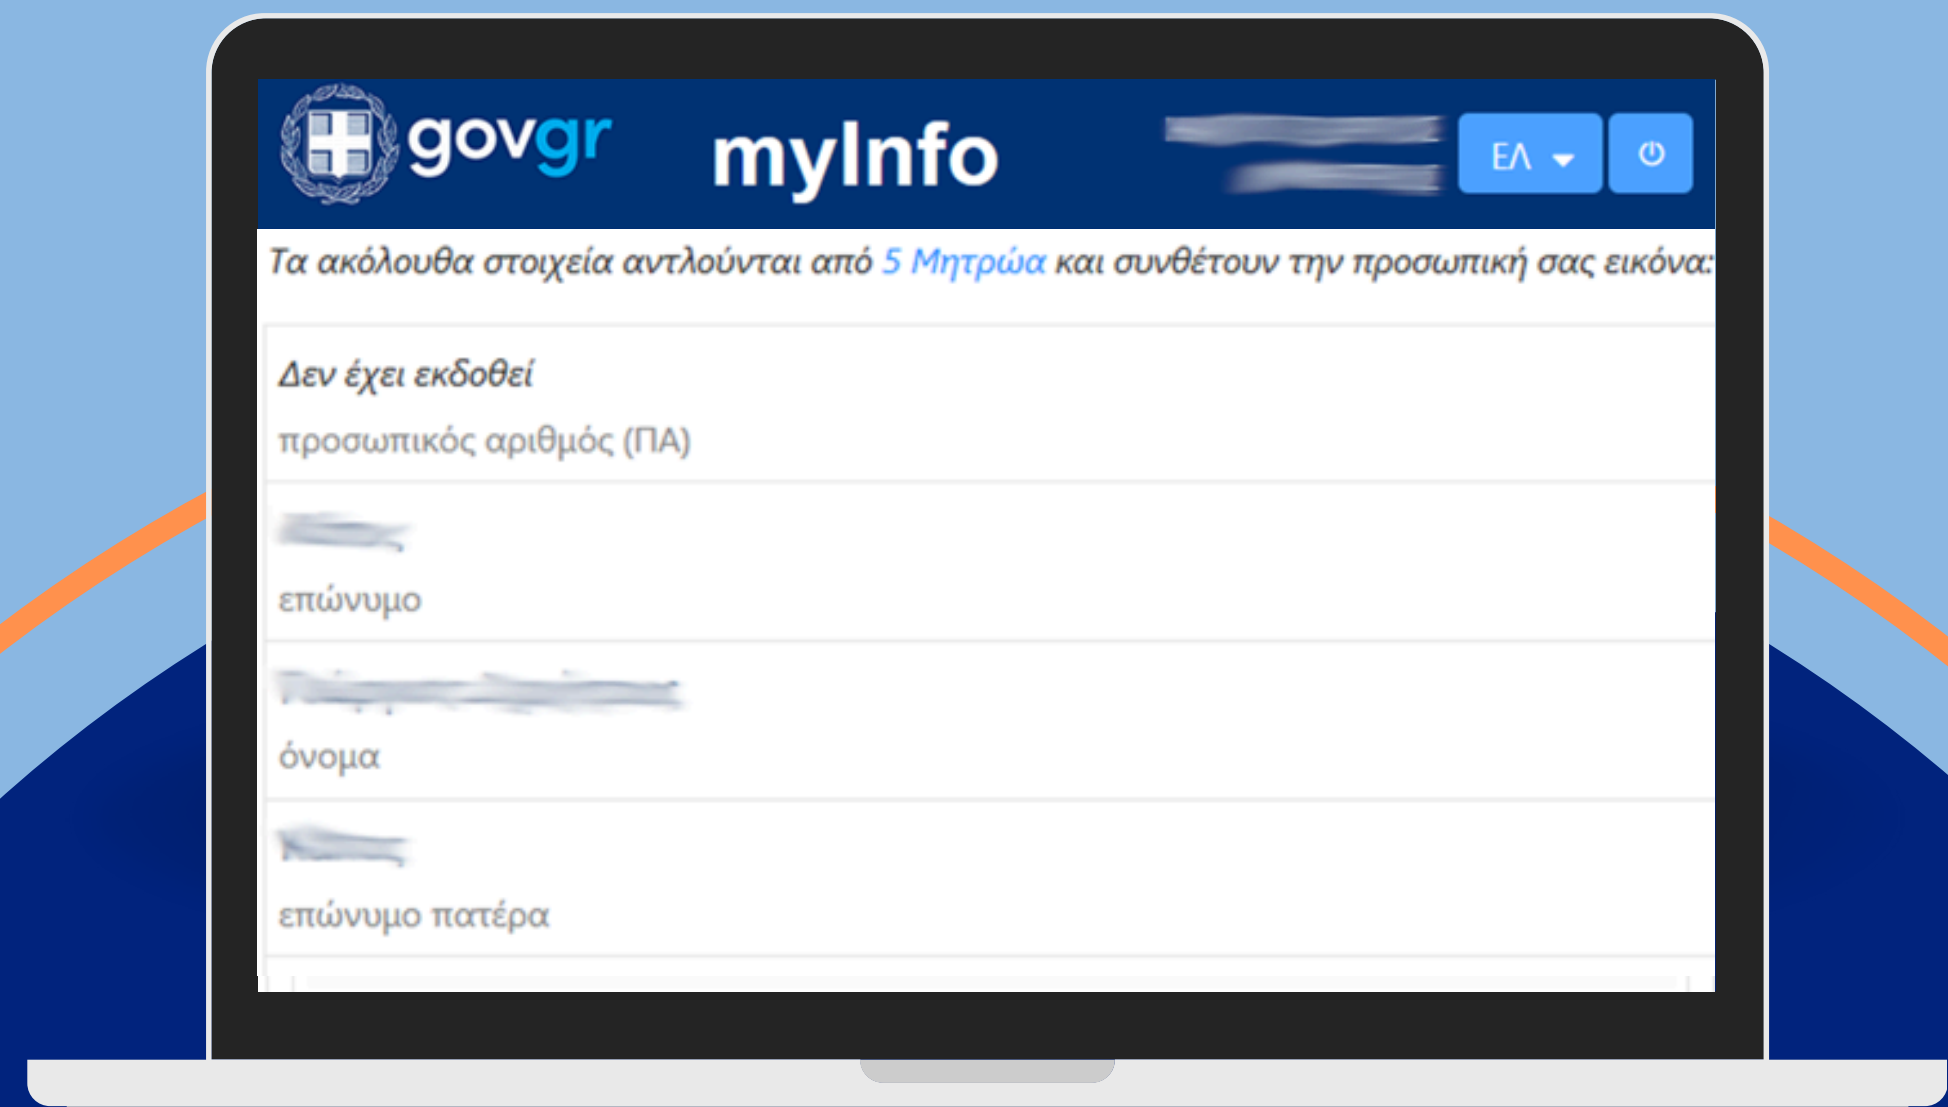 govgr
myInfo
ΕΛ
Τα ακόλουθα στοιχεία αντλούνται από 5 Μητρώα και συνθέτουν την προσωπική σας εικόνα:
Δεν έχει εκδοθεί
προσωπικός αριθμός (ΠΑ)
επώνυμο
όνομα
επώνυμο πατέρα